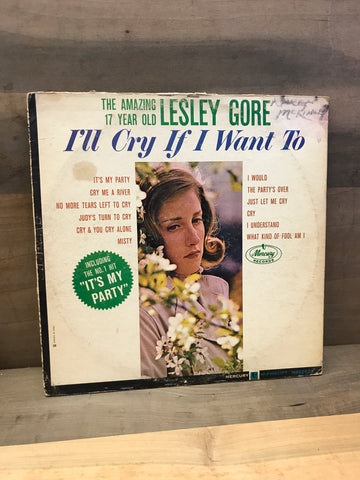 THE AMAZING
17 YEAR OLD
LESLEY GORE
I'll Cry If I Want To
IT'S MY PARTY
CRY ME A RIVER
NO MORE TEARS LEFT TO CRY
JUDY'S TURN TO CRY
CRY & YOU CRY ALONE
MISTY
I WOULD
THE PARTY'S OVER
JUST LET ME CRY
CRY
I UNDERSTAND
WHAT KIND OF FOOL AM I
INCLUDING
THE NO. 1 HIT
"IT'S MY
PARTY"
Mercury
RECORDS
MERCURY